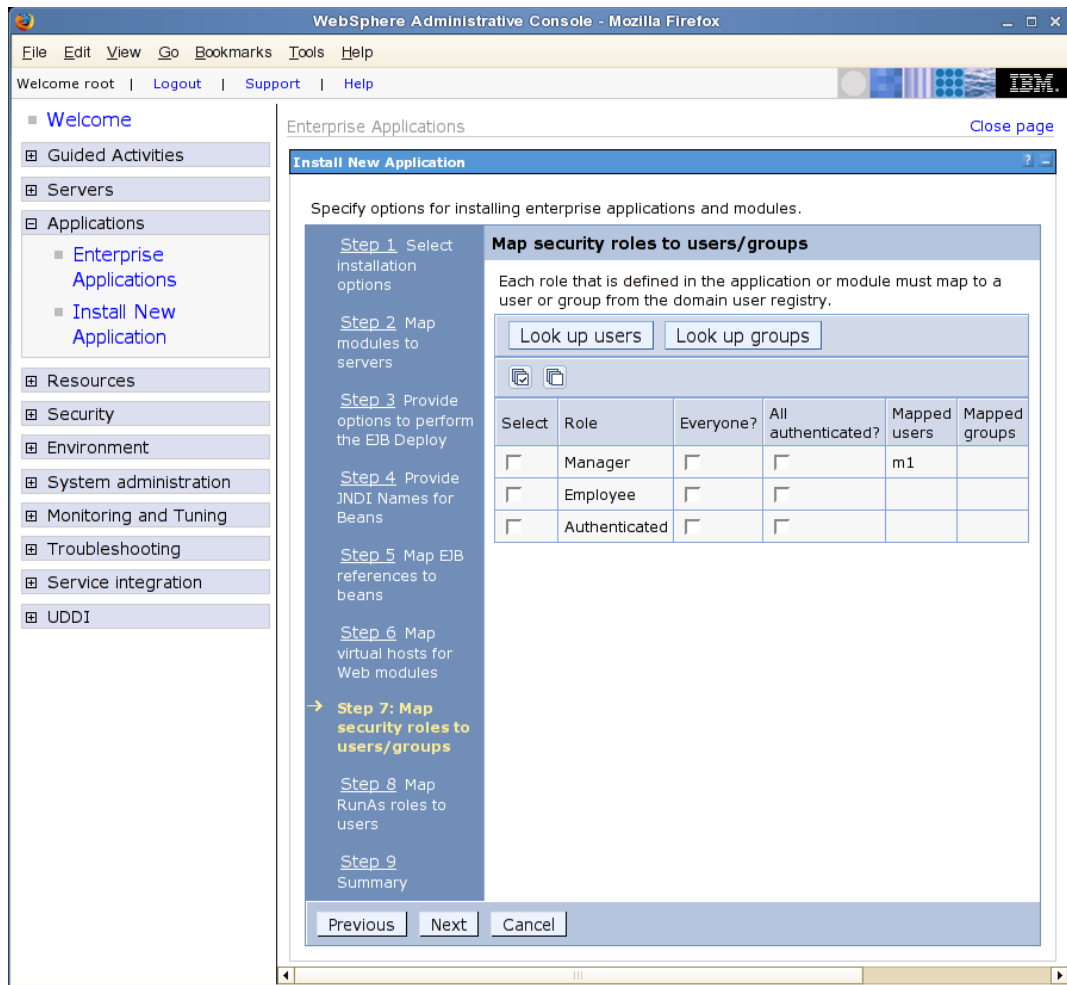 WebSphere Administrative Console - Mozilla Firefox
File Edit View Go Bookmarks Tools Help
Welcome root | Logout | Support | Help
IBM.
Welcome
Guided Activities
Servers
Applications
Enterprise
Applications
Install New
Application
Resources
Security
Environment
System administration
Monitoring and Tuning
Troubleshooting
Service integration
UDDI
Enterprise Applications
Close page
Install New Application
? –
Specify options for installing enterprise applications and modules.
Step 1 Select
installation
options
Step 2 Map
modules to
servers
Step 3 Provide
options to perform
the EJB Deploy
Step 4 Provide
JNDI Names for
Beans
Step 5 Map EJB
references to
beans
Step 6 Map
virtual hosts for
Web modules
Step 7: Map
security roles to
users/groups
Step 8 Map
RunAs roles to
users
Step 9
Summary
Map security roles to users/groups
Each role that is defined in the application or module must map to a
user or group from the domain user registry.
Look up users Look up groups
Select Role Everyone? All authenticated? Mapped users Mapped groups
Manager m1
Employee
Authenticated
Previous Next Cancel